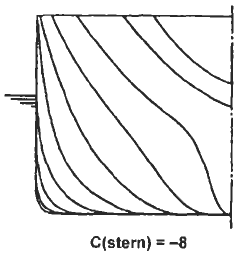 C(stern) = –8